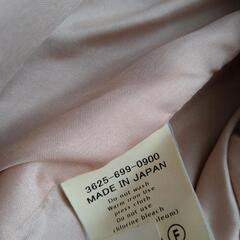 3625-699-0900
MADE IN JAPAN
Do not wash
Warm iron Use
press cloth
Do not use
chlorine bleach
F